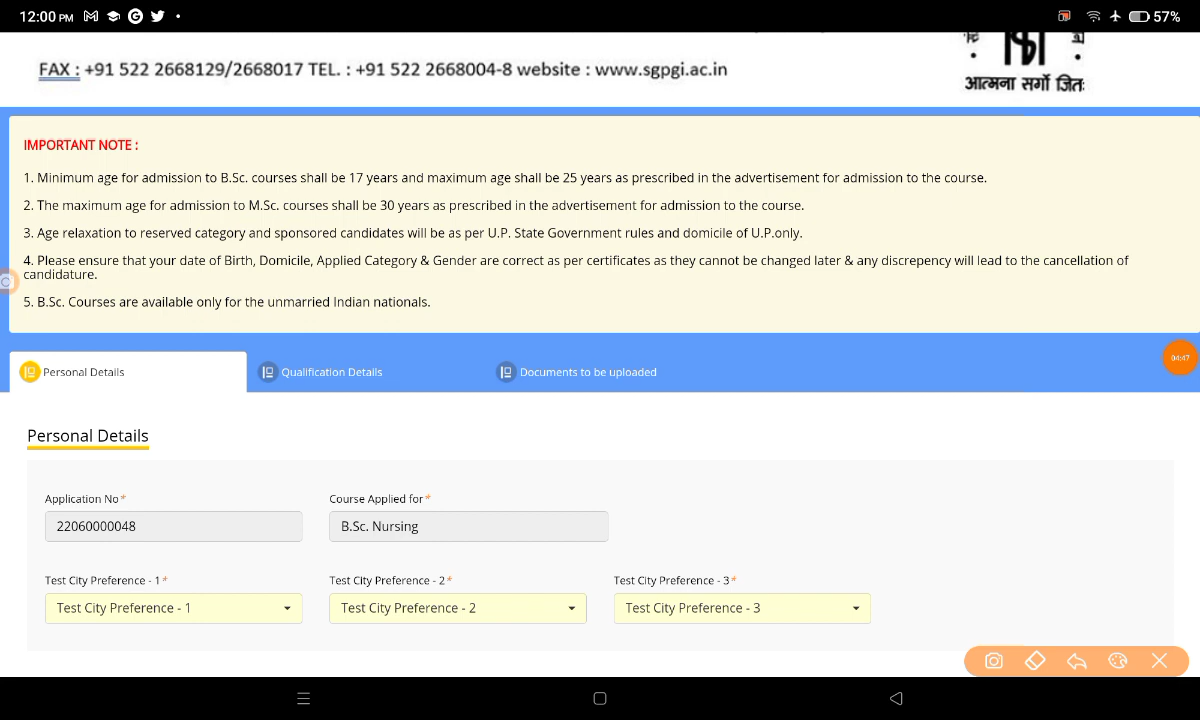 12:00 PM
57%
FAX : +91 522 2668129/2668017 TEL. : +91 522 2668004-8 website : www.sgpgi.ac.in
आत्मना सर्गो जितः
IMPORTANT NOTE :
1. Minimum age for admission to B.Sc. courses shall be 17 years and maximum age shall be 25 years as prescribed in the advertisement for admission to the course.
2. The maximum age for admission to M.Sc. courses shall be 30 years as prescribed in the advertisement for admission to the course.
3. Age relaxation to reserved category and sponsored candidates will be as per U.P. State Government rules and domicile of U.P.only.
4. Please ensure that your date of Birth, Domicile, Applied Category & Gender are correct as per certificates as they cannot be changed later & any discrepency will lead to the cancellation of
candidature.
5. B.Sc. Courses are available only for the unmarried Indian nationals.
04:47
Personal Details Qualification Details Documents to be uploaded
Personal Details
Application No* Course Applied for*
22060000048 B.Sc. Nursing
Test City Preference - 1* Test City Preference - 2* Test City Preference - 3*
Test City Preference - 1 Test City Preference - 2 Test City Preference - 3